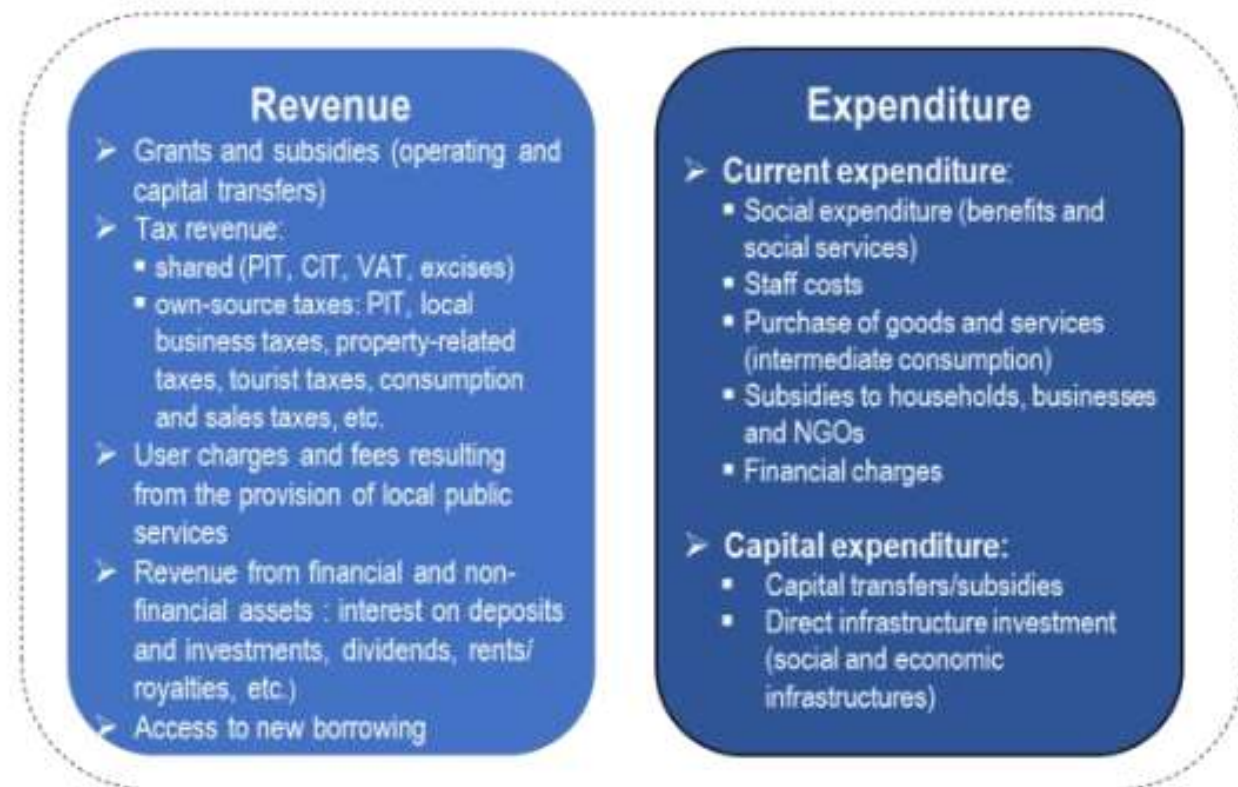 Revenue
➤ Grants and subsidies (operating and
capital transfers)
➤ Tax revenue:
▪ shared (PIT, CIT, VAT, excises)
▪ own-source taxes: PIT, local
business taxes, property-related
taxes, tourist taxes, consumption
and sales taxes, etc.
➤ User charges and fees resulting
from the provision of local public
services
➤ Revenue from financial and non-
financial assets : interest on deposits
and investments, dividends, rents/
royalties, etc.)
➤ Access to new borrowing
Expenditure
➤ Current expenditure:
▪ Social expenditure (benefits and
social services)
▪ Staff costs
▪ Purchase of goods and services
(intermediate consumption)
▪ Subsidies to households, businesses
and NGOs
▪ Financial charges
➤ Capital expenditure:
▪ Capital transfers/subsidies
▪ Direct infrastructure investment
(social and economic
infrastructures)